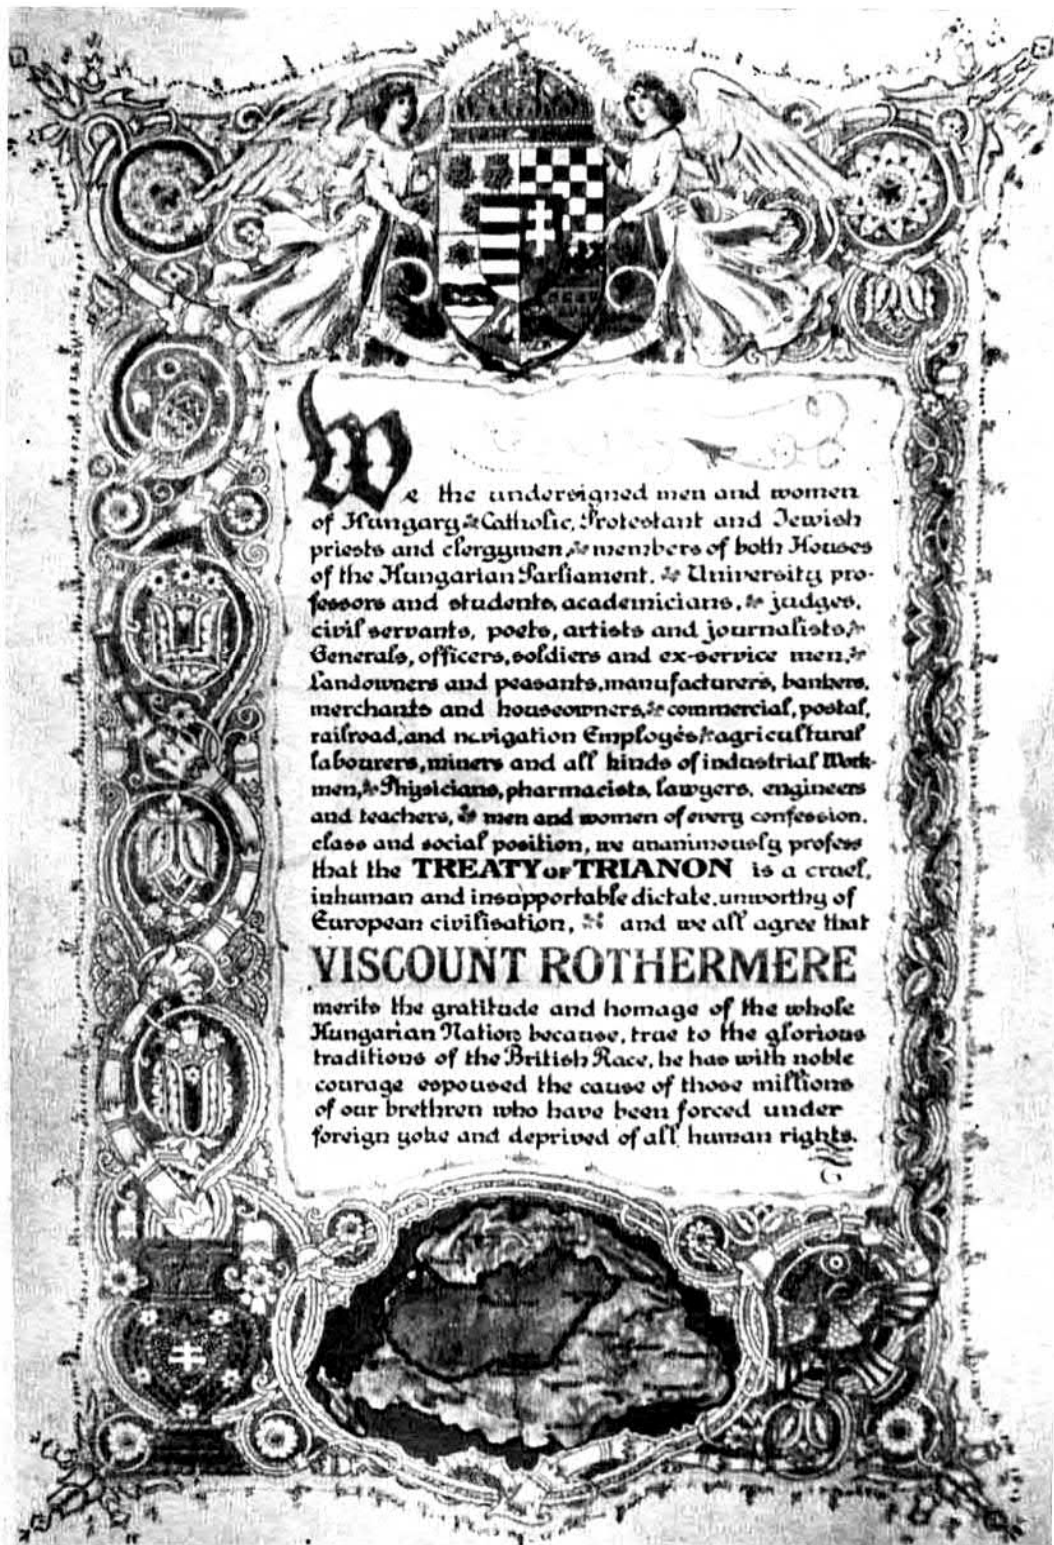 We the undersigned men and women
of Hungary Catholic, Protestant and Jewish
priests and clergymen, members of both Houses
of the Hungarian Parliament. University pro-
fessors and students, academicians, judges,
civil servants, poets, artists and journalists,
Generals, officers, soldiers and ex-service men,
Landowners and peasants, manufacturers, bankers,
merchants and houseowners, commercial, postal,
railroad, and navigation Employés, agricultural
labourers, miners and all kinds of industrial Work-
men, Physicians, pharmacists, lawyers, engineers
and teachers, men and women of every confession,
class and social position, we unanimously profess
that the TREATY OF TRIANON is a cruel,
inhuman and insupportable dictate, unworthy of
European civilisation, and we all agree that
VISCOUNT ROTHERMERE
merits the gratitude and homage of the whole
Hungarian Nation because, true to the glorious
traditions of the British Race, he has with noble
courage espoused the cause of those millions
of our brethren who have been forced under
foreign yoke and deprived of all human rights.